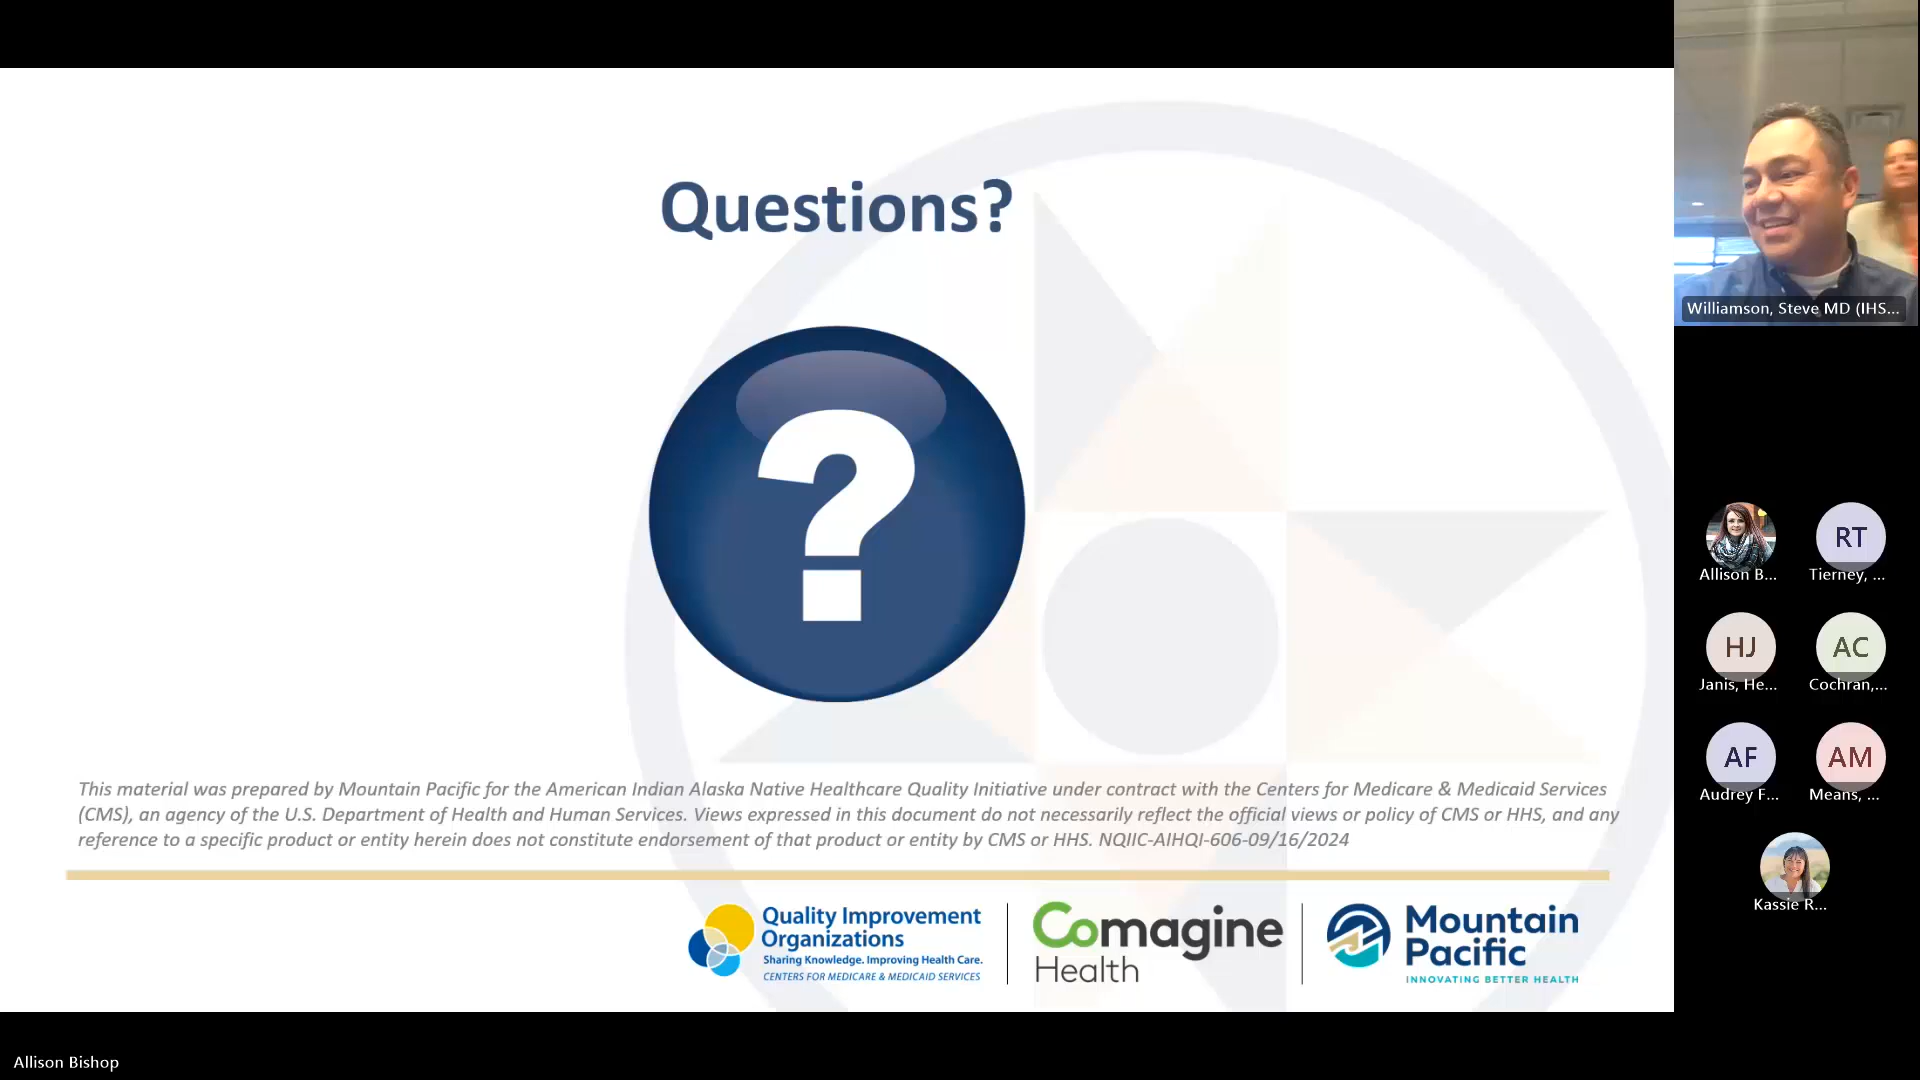 Questions?
?
This material was prepared by Mountain Pacific for the American Indian Alaska Native Healthcare Quality Initiative under contract with the Centers for Medicare & Medicaid Services
(CMS), an agency of the U.S. Department of Health and Human Services. Views expressed in this document do not necessarily reflect the official views or policy of CMS or HHS, and any
reference to a specific product or entity herein does not constitute endorsement of that product or entity by CMS or HHS. NQIIC-AIHQI-606-09/16/2024
Quality Improvement
Organizations
Sharing Knowledge. Improving Health Care.
CENTERS FOR MEDICARE & MEDICAID SERVICES
Comagine
Health
Mountain
Pacific
INNOVATING BETTER HEALTH
Williamson, Steve MD (IHS...
Allison B...
RT
Tierney, ...
HJ
Janis, He...
AC
Cochran,...
AF
Audrey F...
AM
Means, ...
Kassie R...
Allison Bishop